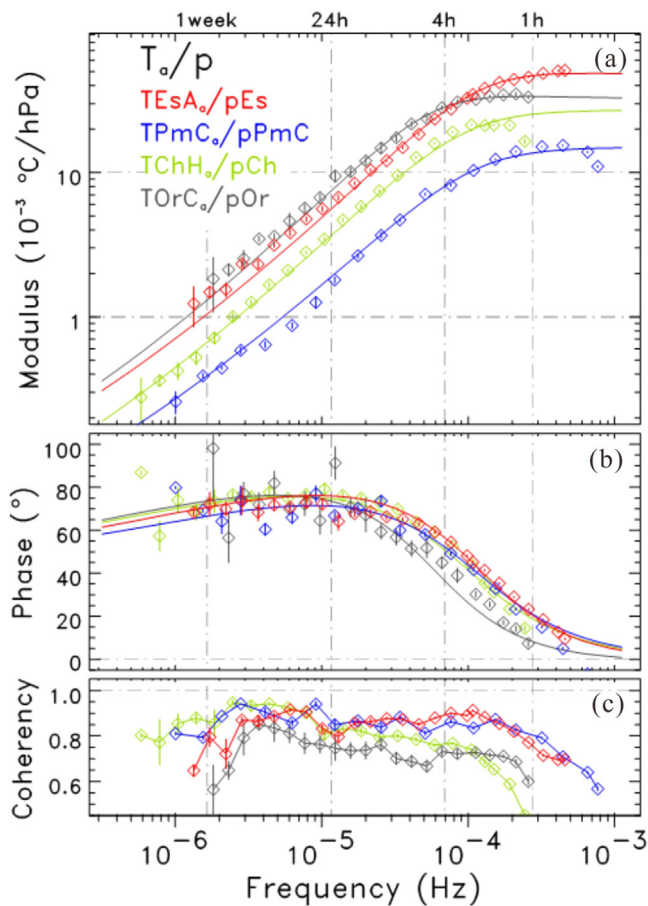 1week 24h 4h 1h
(a)
Tₐ/p
TEsAₐ/pEs
TPmCₐ/pPmC
TChHₐ/pCh
TOrCₐ/pOr
Modulus (10⁻³ °C/hPa)
10
1
(b)
Phase (°)
100
80
60
40
20
0
(c)
Coherency
1.0
0.8
0.6
10⁻⁶ 10⁻⁵ 10⁻⁴ 10⁻³
Frequency (Hz)